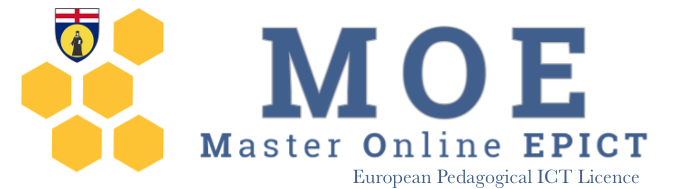 MOE
Master Online EPICT
European Pedagogical ICT Licence